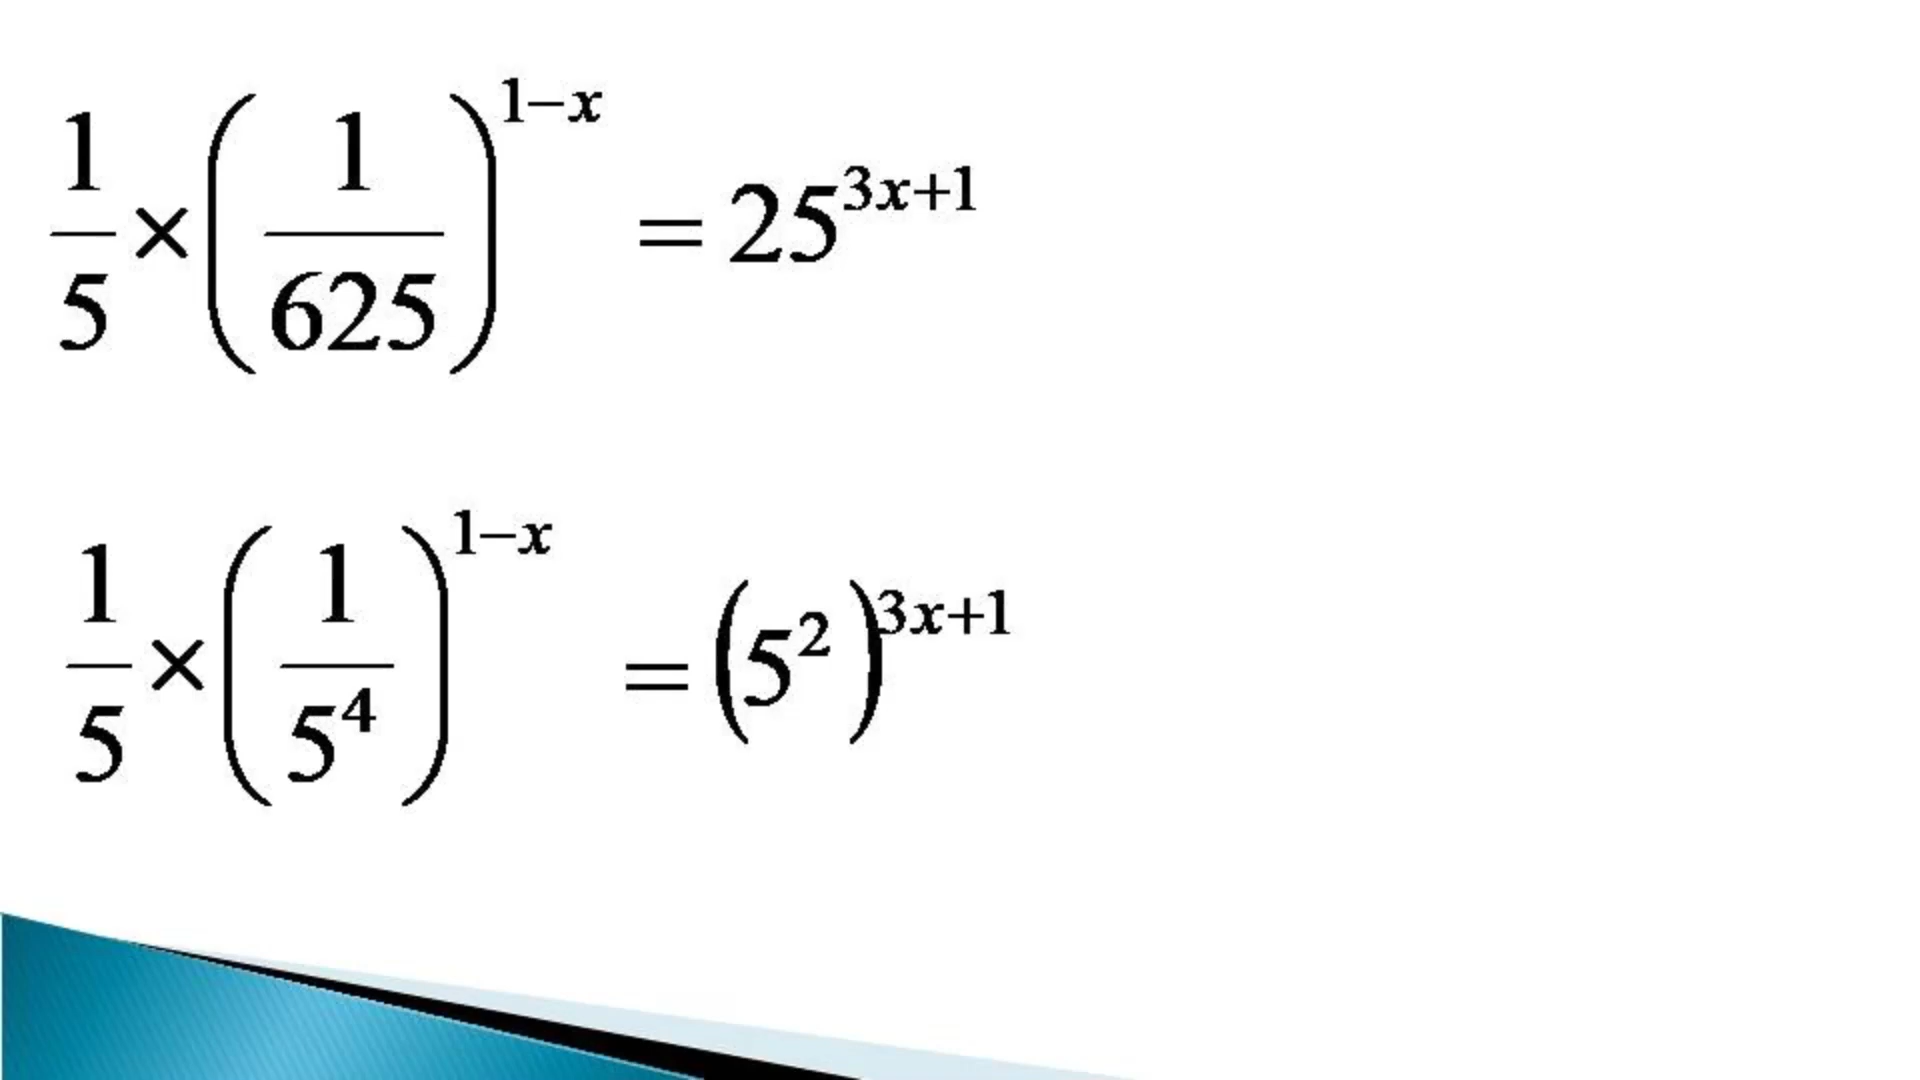 1/5 × (1/625)^(1−x) = 25^(3x+1)
1/5 × (1/5^4)^(1−x) = (5^2)^(3x+1)